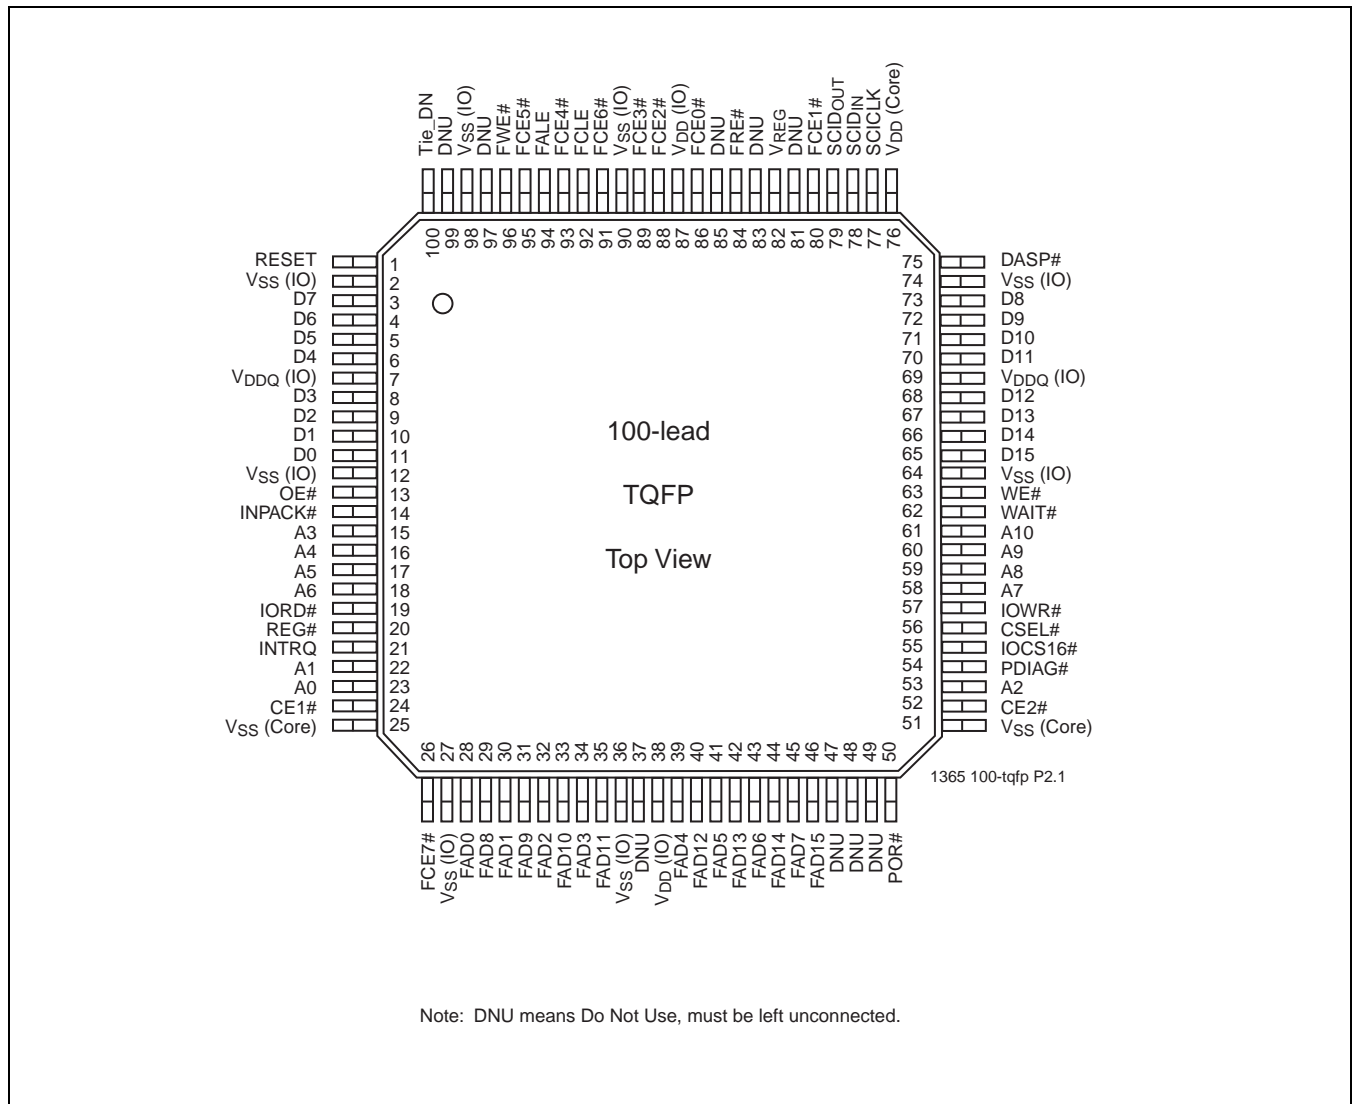 Tie_DN
DNU
VSS (IO)
DNU
FWE#
FCE5#
FALE
FCE4#
FCLE
FCE6#
VSS (IO)
FCE3#
FCE2#
VDD (IO)
FCE0#
DNU
FRE#
DNU
VREG
DNU
FCE1#
SCIDOUT
SCIDIN
SCICLK
VDD (Core)
100
99
98
97
96
95
94
93
92
91
90
89
88
87
86
85
84
83
82
81
80
79
78
77
76
RESET 1
VSS (IO) 2
D7 3
D6 4
D5 5
D4 6
VDDQ (IO) 7
D3 8
D2 9
D1 10
D0 11
VSS (IO) 12
OE# 13
INPACK# 14
A3 15
A4 16
A5 17
A6 18
IORD# 19
REG# 20
INTRQ 21
A1 22
A0 23
CE1# 24
VSS (Core) 25
100-lead
TQFP
Top View
75 DASP#
74 VSS (IO)
73 D8
72 D9
71 D10
70 D11
69 VDDQ (IO)
68 D12
67 D13
66 D14
65 D15
64 VSS (IO)
63 WE#
62 WAIT#
61 A10
60 A9
59 A8
58 A7
57 IOWR#
56 CSEL#
55 IOCS16#
54 PDIAG#
53 A2
52 CE2#
51 VSS (Core)
26
27
28
29
30
31
32
33
34
35
36
37
38
39
40
41
42
43
44
45
46
47
48
49
50
1365 100-tqfp P2.1
FCE7#
VSS (IO)
FAD0
FAD8
FAD1
FAD9
FAD2
FAD10
FAD3
FAD11
VSS (IO)
DNU
VDD (IO)
FAD4
FAD12
FAD5
FAD13
FAD6
FAD14
FAD7
FAD15
DNU
DNU
DNU
POR#
Note: DNU means Do Not Use, must be left unconnected.